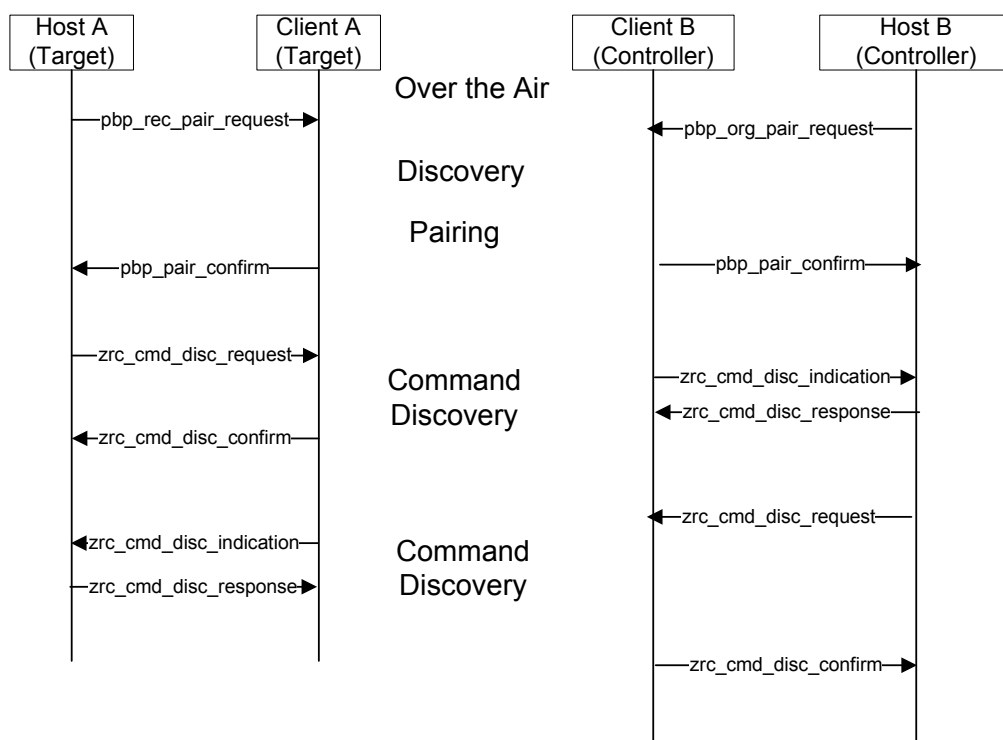 Host A
(Target)
Client A
(Target)
Client B
(Controller)
Host B
(Controller)
Over the Air
pbp_rec_pair_request
pbp_org_pair_request
Discovery
Pairing
pbp_pair_confirm
pbp_pair_confirm
zrc_cmd_disc_request
Command
Discovery
zrc_cmd_disc_indication
zrc_cmd_disc_response
zrc_cmd_disc_confirm
zrc_cmd_disc_request
zrc_cmd_disc_indication
Command
Discovery
zrc_cmd_disc_response
zrc_cmd_disc_confirm